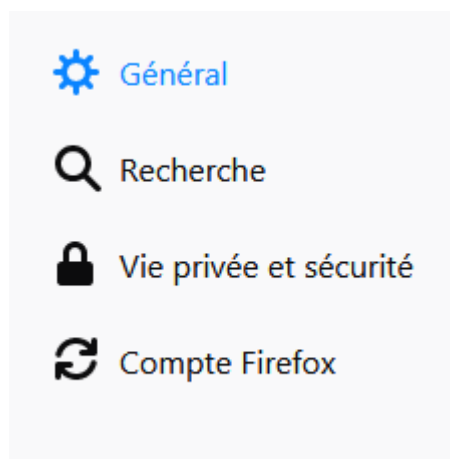 Général
Recherche
Vie privée et sécurité
Compte Firefox